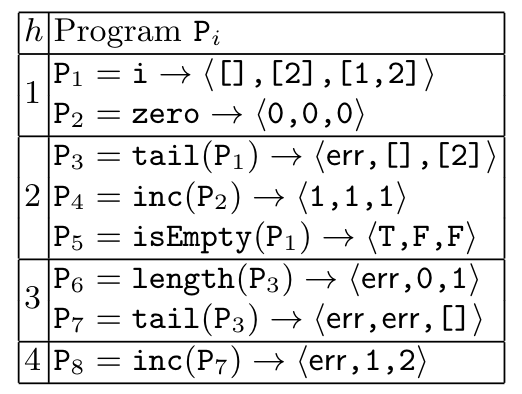 h Program P_i
1
P_1 = i → ⟨[],[2],[1,2]⟩
P_2 = zero → ⟨0,0,0⟩
2
P_3 = tail(P_1) → ⟨err,[],[2]⟩
P_4 = inc(P_2) → ⟨1,1,1⟩
P_5 = isEmpty(P_1) → ⟨T,F,F⟩
3
P_6 = length(P_3) → ⟨err,0,1⟩
P_7 = tail(P_3) → ⟨err,err,[]⟩
4 P_8 = inc(P_7) → ⟨err,1,2⟩